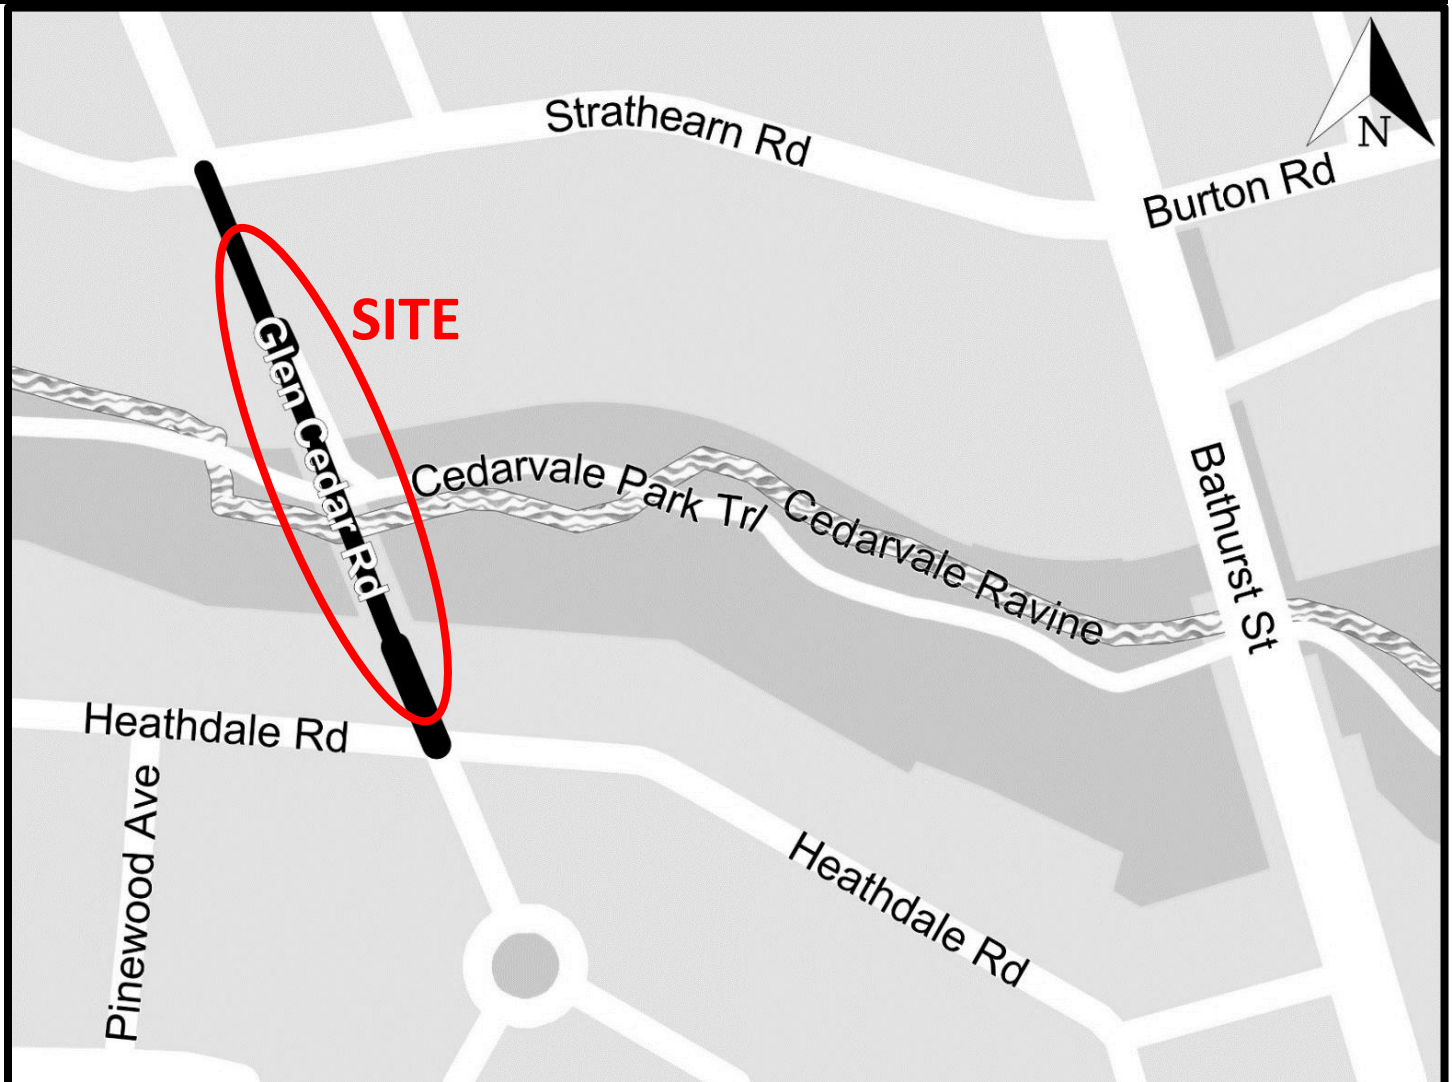 Strathearn Rd
N
Burton Rd
SITE
Glen Cedar Rd
Cedarvale Park Trl
Cedarvale Ravine
Bathurst St
Heathdale Rd
Pinewood Ave
Heathdale Rd